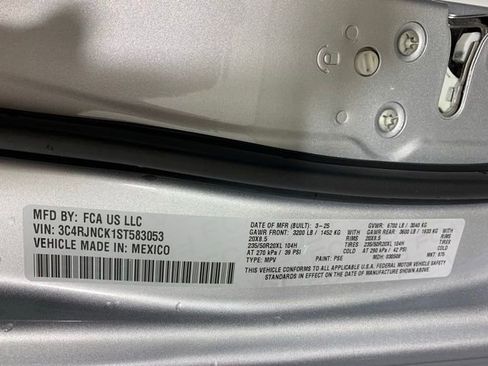 MFD BY: FCA US LLC
VIN: 3C4RJNCK1ST583053
VEHICLE MADE IN: MEXICO
DATE OF MFR (BUILT): 3-25 GVWR: 6700 LB / 3040 KG
GAWR FRONT: 3200 LB / 1452 KG WITH GAWR REAR: 3600 LB / 1633 KG WITH
20X8.5 RIMS 20X8.5 RIMS
235/50R20XL 104H 235/50R20XL 104H
AT 270 kPa / 39 PSI AT 290 kPa / 42 PSI
TYPE: MPV PAINT: PSE MDH: 030508 MKT: 975
THIS VEHICLE CONFORMS TO ALL APPLICABLE U.S.A. FEDERAL MOTOR VEHICLE SAFETY
STANDARDS IN EFFECT ON THE DATE OF MANUFACTURE SHOWN ABOVE.